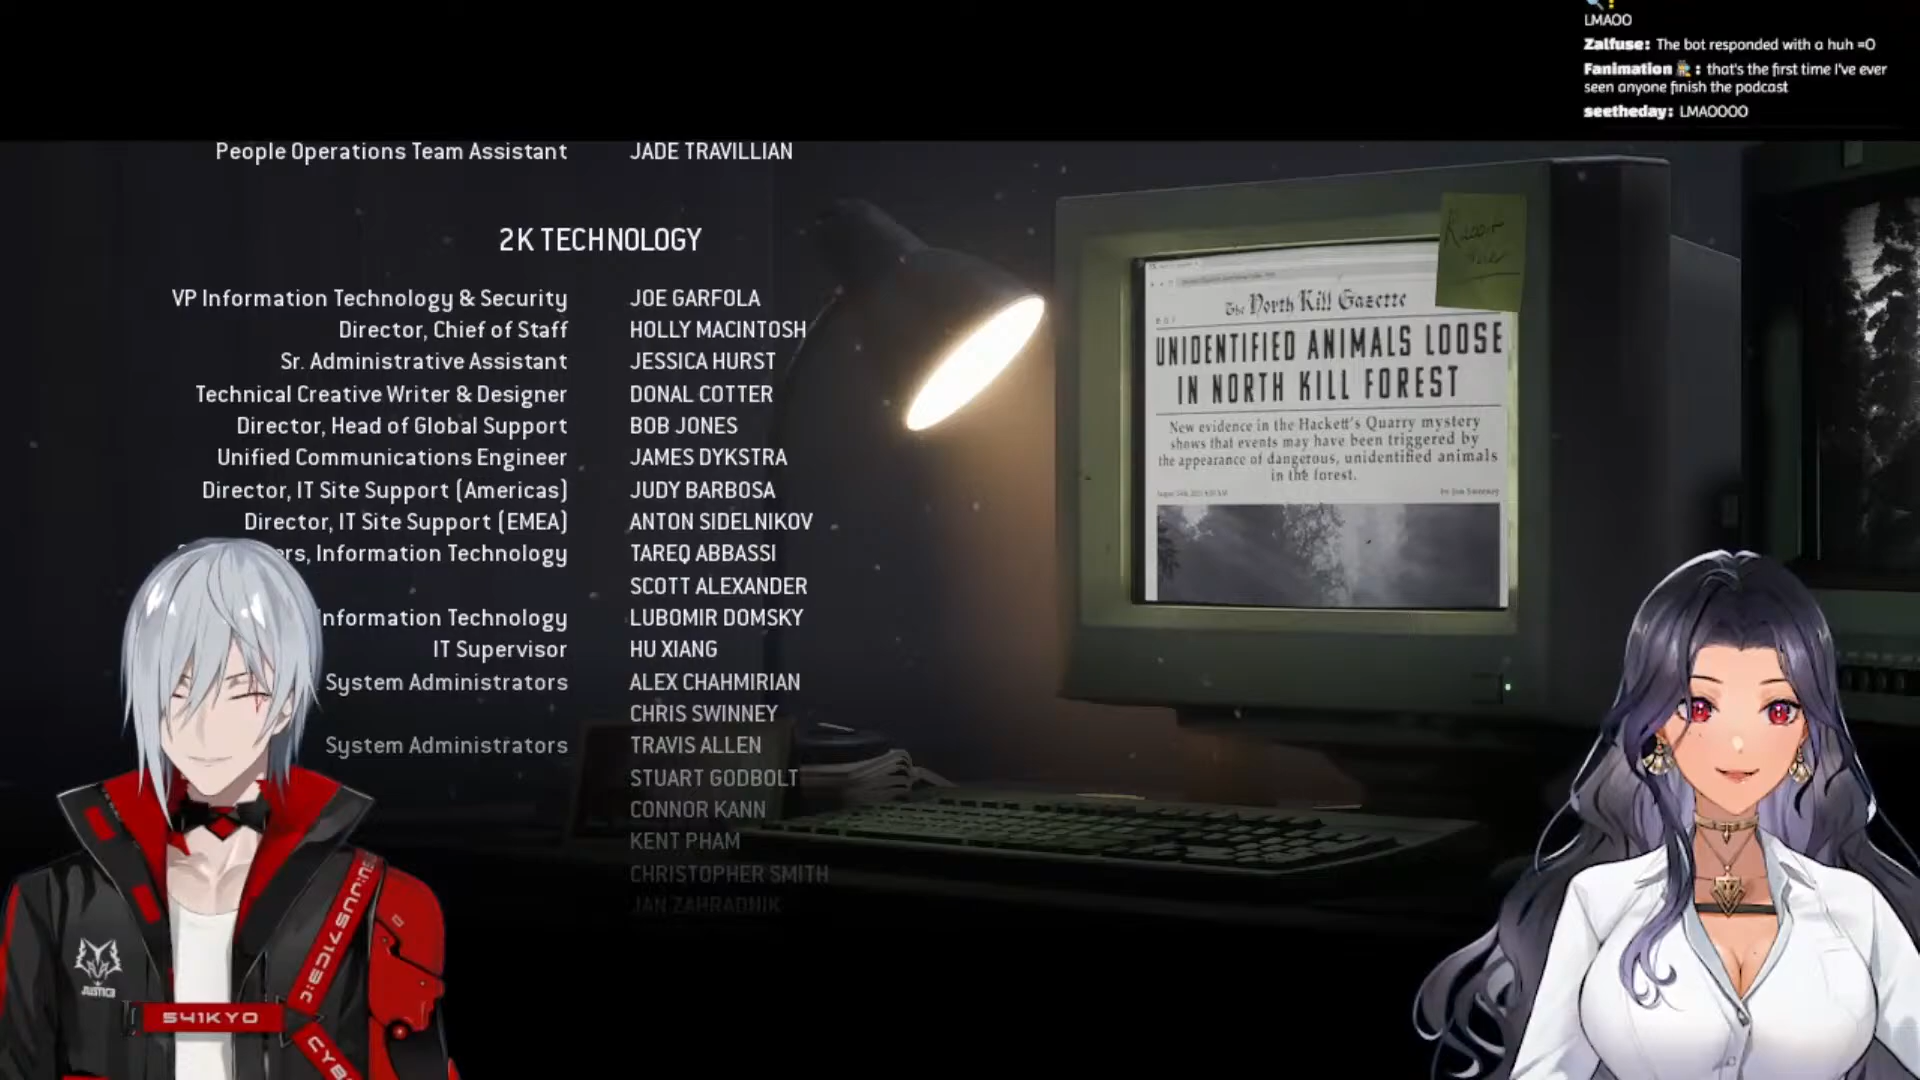 LMAOO
Zalfuse: The bot responded with a huh =O
Fanimation : that's the first time I've ever
seen anyone finish the podcast
seetheday: LMAOOOO
People Operations Team Assistant JADE TRAVILLIAN
2K TECHNOLOGY
VP Information Technology & Security JOE GARFOLA
Director, Chief of Staff HOLLY MACINTOSH
Sr. Administrative Assistant JESSICA HURST
Technical Creative Writer & Designer DONAL COTTER
Director, Head of Global Support BOB JONES
Unified Communications Engineer JAMES DYKSTRA
Director, IT Site Support (Americas) JUDY BARBOSA
Director, IT Site Support (EMEA) ANTON SIDELNIKOV
Information Technology TAREQ ABBASSI
SCOTT ALEXANDER
Information Technology LUBOMIR DOMSKY
IT Supervisor HU XIANG
System Administrators ALEX CHAHMIRIAN
CHRIS SWINNEY
System Administrators TRAVIS ALLEN
STUART GODBOLT
CONNOR KANN
KENT PHAM
CHRISTOPHER SMITH
JAN ZAHRADNIK
The North Kill Gazette
UNIDENTIFIED ANIMALS LOOSE
IN NORTH KILL FOREST
New evidence in the Hackett's Quarry mystery
shows that events may have been triggered by
the appearance of dangerous, unidentified animals
in the forest.
JUSTICE
541KYO